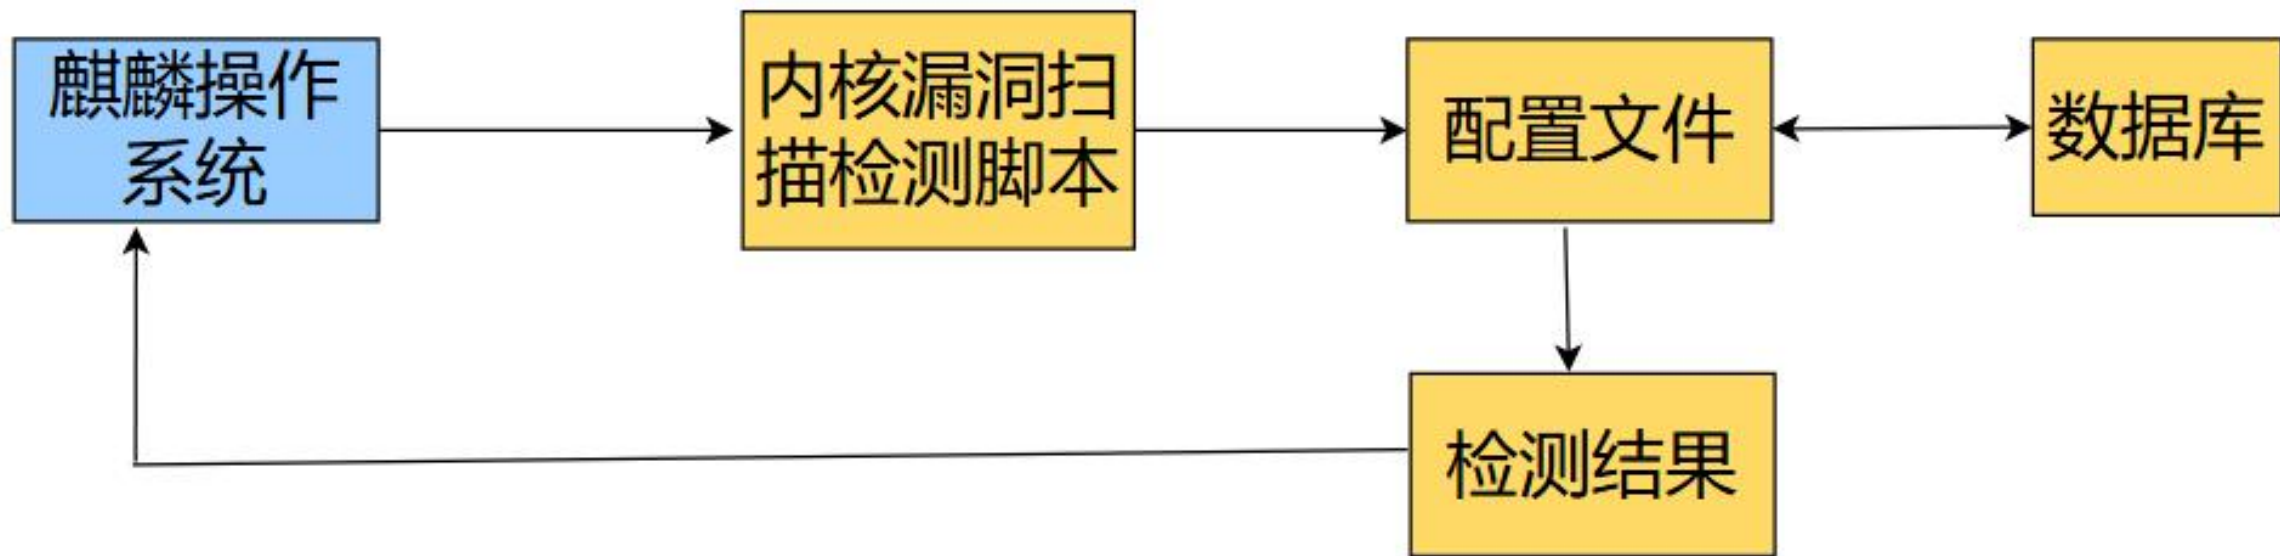 麒麟操作
系统
内核漏洞扫
描检测脚本
配置文件
数据库
检测结果